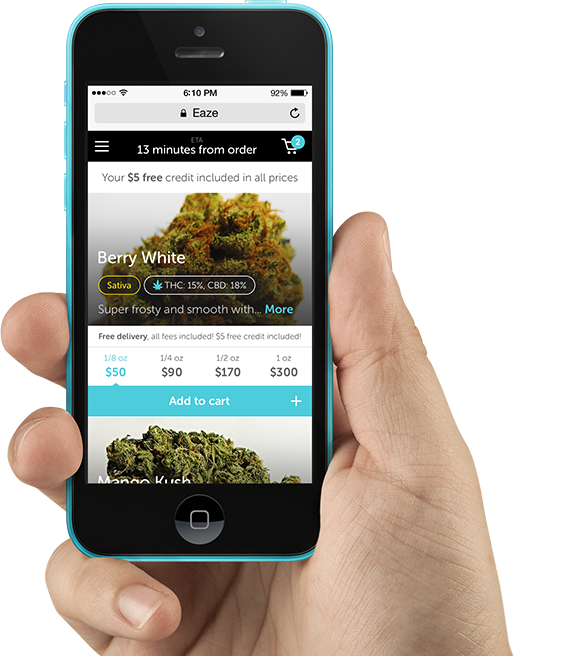 6:10 PM
92%
Eaze
ETA
13 minutes from order
2
Your $5 free credit included in all prices
Berry White
Sativa
THC: 15%, CBD: 18%
Super frosty and smooth with... More
Free delivery, all fees included! $5 free credit included!
1/8 oz 1/4 oz 1/2 oz 1 oz
$50 $90 $170 $300
Add to cart +
Mango Kush